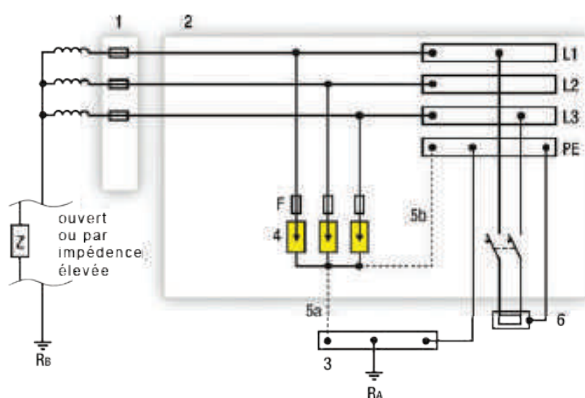 1
2
L1
L2
L3
PE
F
4
5b
Z
ouvert
ou par
impédence
élevée
5a
6
3
RB
RA